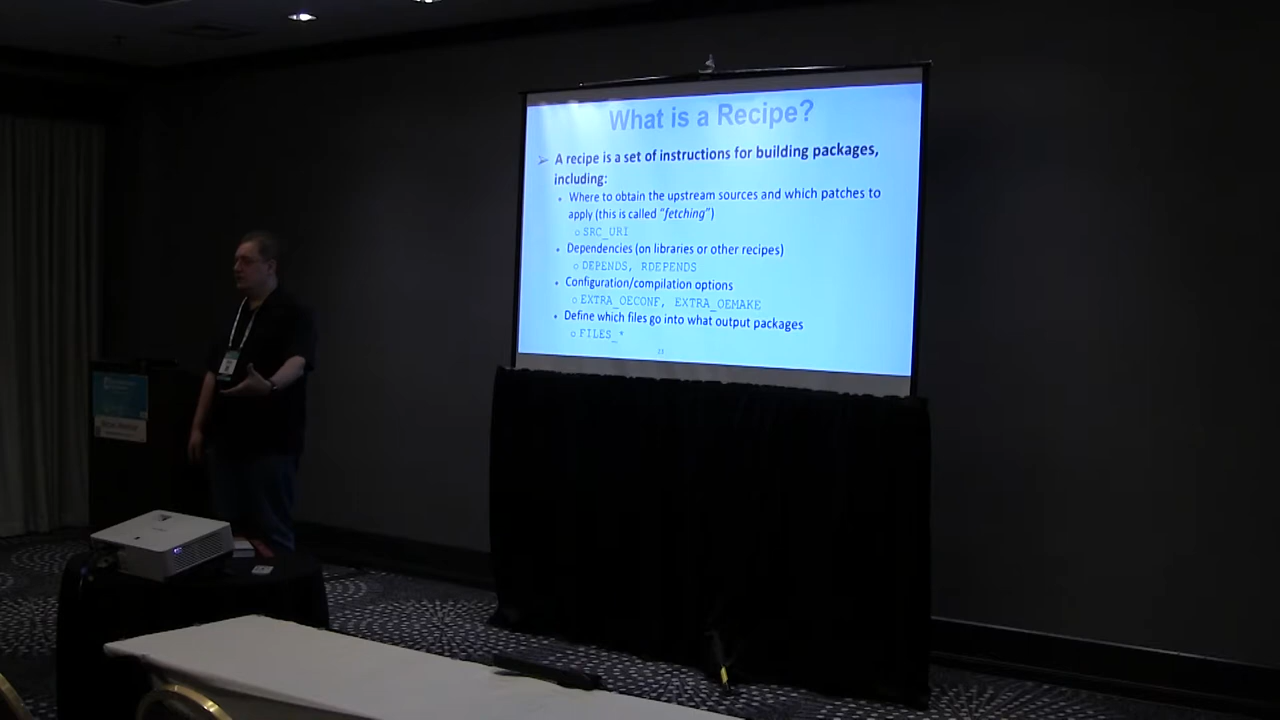 What is a Recipe?
➢ A recipe is a set of instructions for building packages,
including:
• Where to obtain the upstream sources and which patches to
apply (this is called “fetching”)
o SRC_URI
• Dependencies (on libraries or other recipes)
o DEPENDS, RDEPENDS
• Configuration/compilation options
o EXTRA_OECONF, EXTRA_OEMAKE
• Define which files go into what output packages
o FILES_*